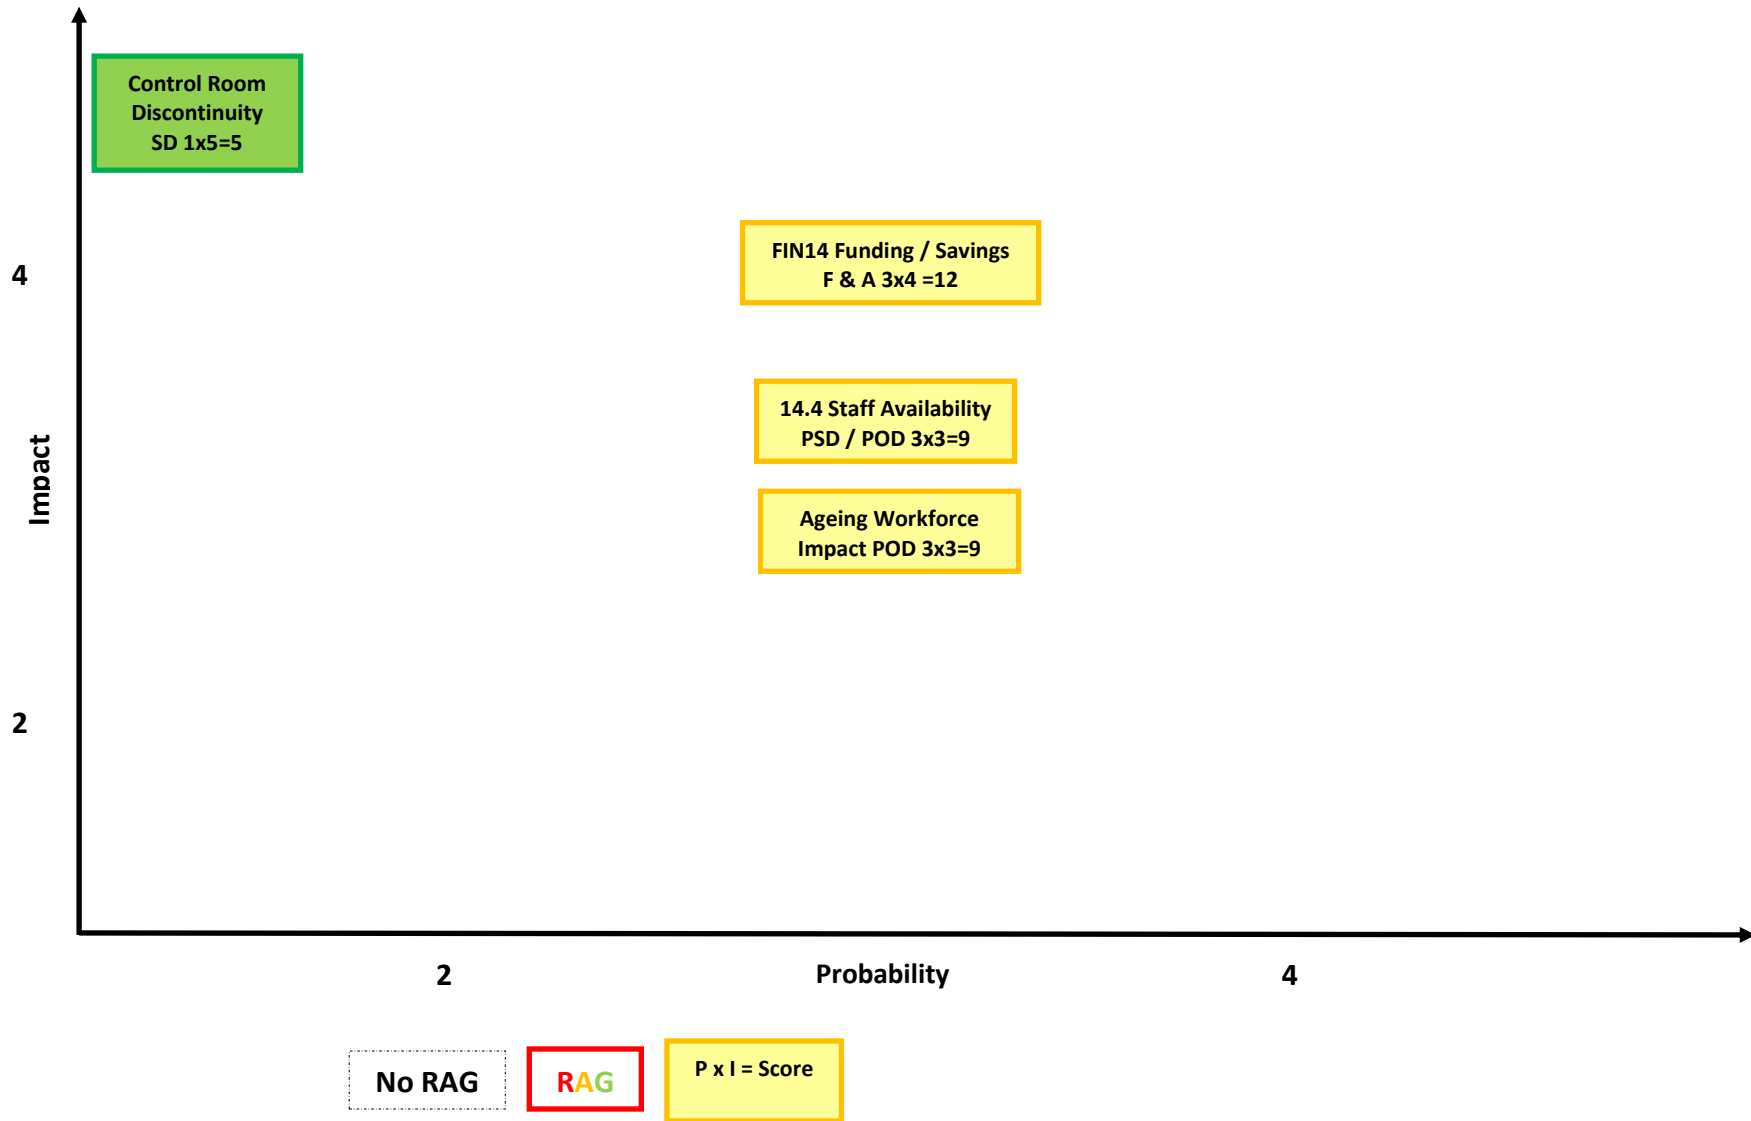 Control Room
Discontinuity
SD 1x5=5
FIN14 Funding / Savings
F & A 3x4 =12
4
14.4 Staff Availability
PSD / POD 3x3=9
Impact
Ageing Workforce
Impact POD 3x3=9
2
2
Probability
4
No RAG
RAG
P x I = Score